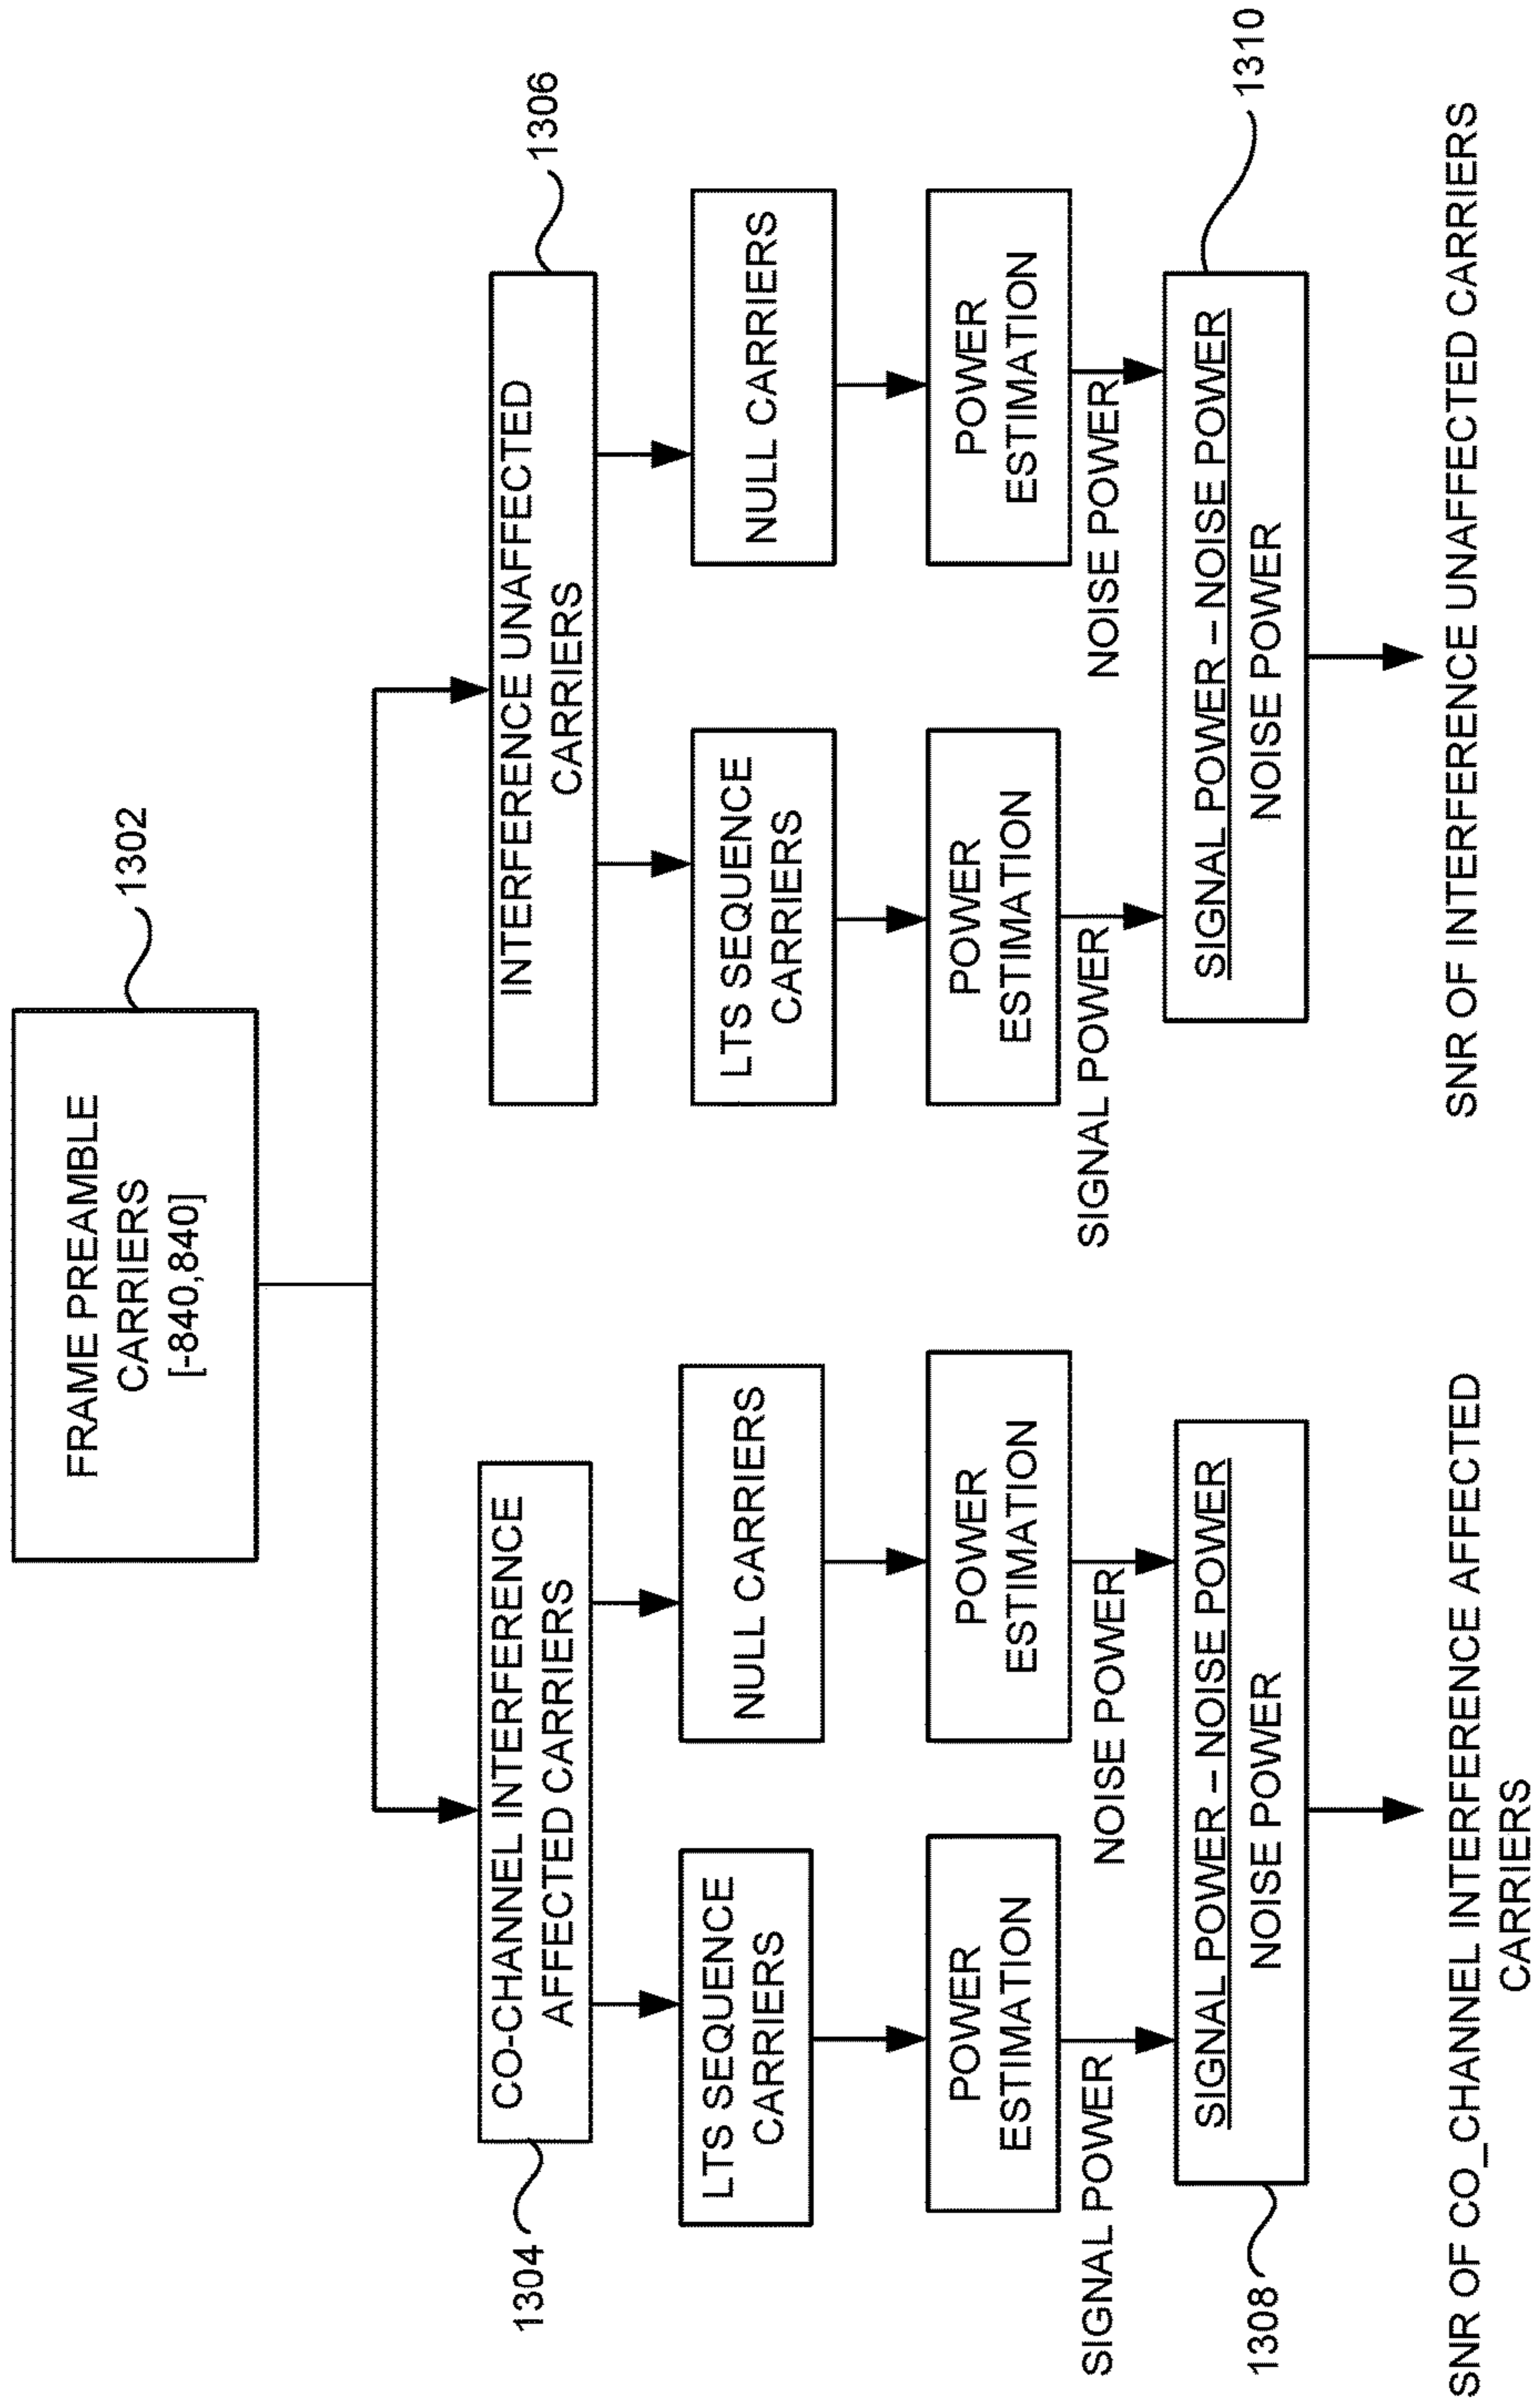 FRAME PREAMBLE
CARRIERS
[-840,840]
1302
CO-CHANNEL INTERFERENCE
AFFECTED CARRIERS
1304
INTERFERENCE UNAFFECTED
CARRIERS
1306
LTS SEQUENCE
CARRIERS
NULL CARRIERS
LTS SEQUENCE
CARRIERS
NULL CARRIERS
POWER
ESTIMATION
POWER
ESTIMATION
POWER
ESTIMATION
POWER
ESTIMATION
SIGNAL POWER
NOISE POWER
SIGNAL POWER
NOISE POWER
SIGNAL POWER – NOISE POWER
NOISE POWER
1308
SIGNAL POWER – NOISE POWER
NOISE POWER
1310
SNR OF CO_CHANNEL INTERFERENCE AFFECTED
CARRIERS
SNR OF INTERFERENCE UNAFFECTED CARRIERS